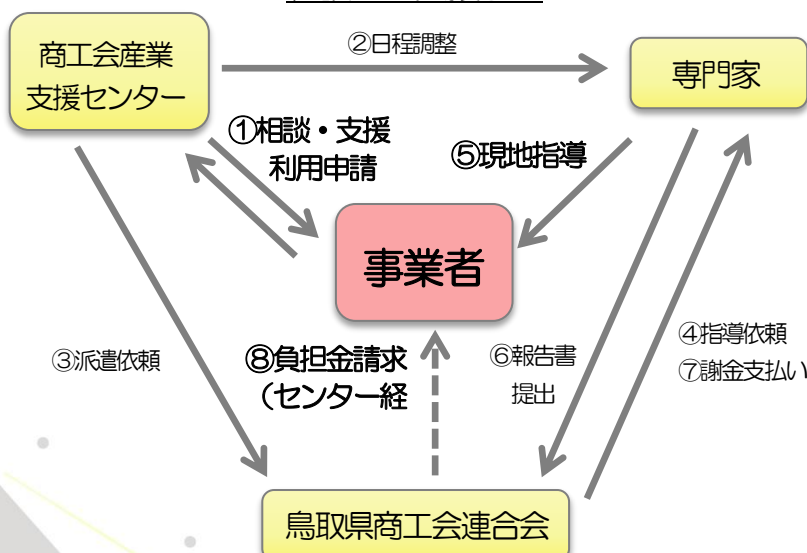 商工会産業
支援センター
②日程調整
専門家
①相談・支援
利用申請
⑤現地指導
事業者
③派遣依頼
⑧負担金請求
（センター経
⑥報告書
提出
④指導依頼
⑦謝金支払い
鳥取県商工会連合会